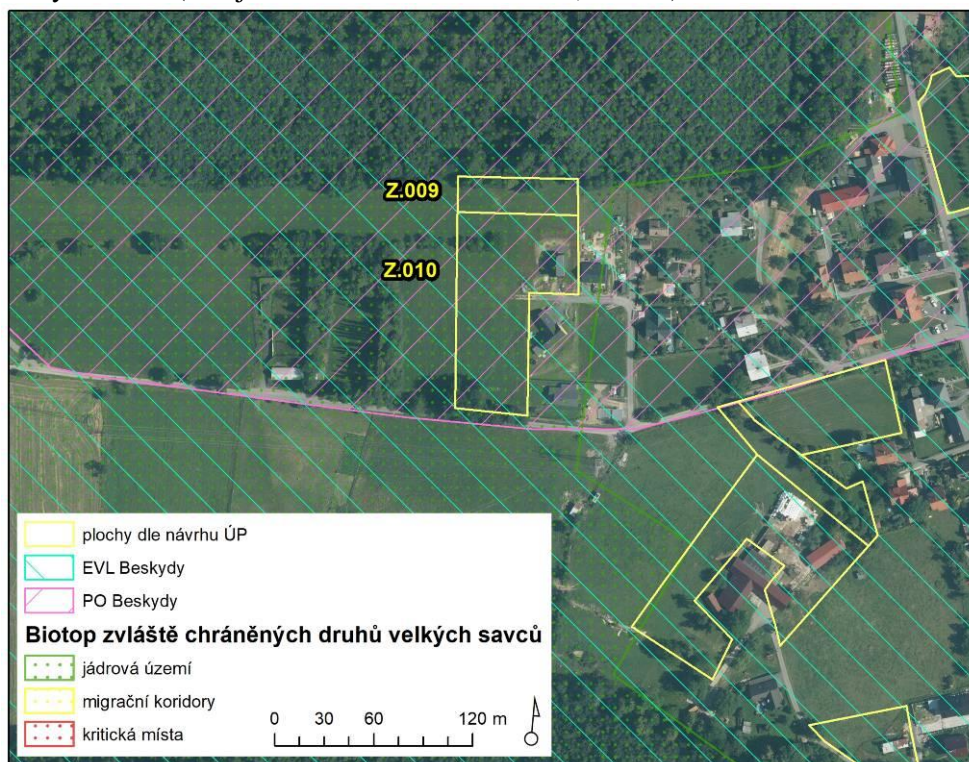 Z.009
Z.010
plochy dle návrhu ÚP
EVL Beskydy
PO Beskydy
Biotop zvláště chráněných druhů velkých savců
jádrová území
migrační koridory
kritická místa
0 30 60 120 m